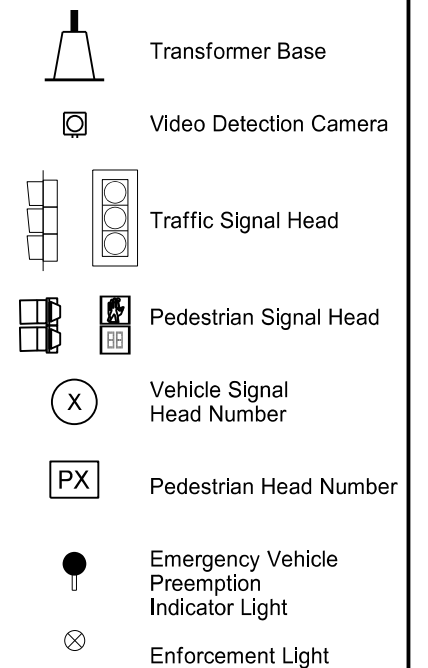 Transformer Base
Video Detection Camera
Traffic Signal Head
88
Pedestrian Signal Head
X
Vehicle Signal
Head Number
PX
Pedestrian Head Number
Emergency Vehicle
Preemption
Indicator Light
Enforcement Light